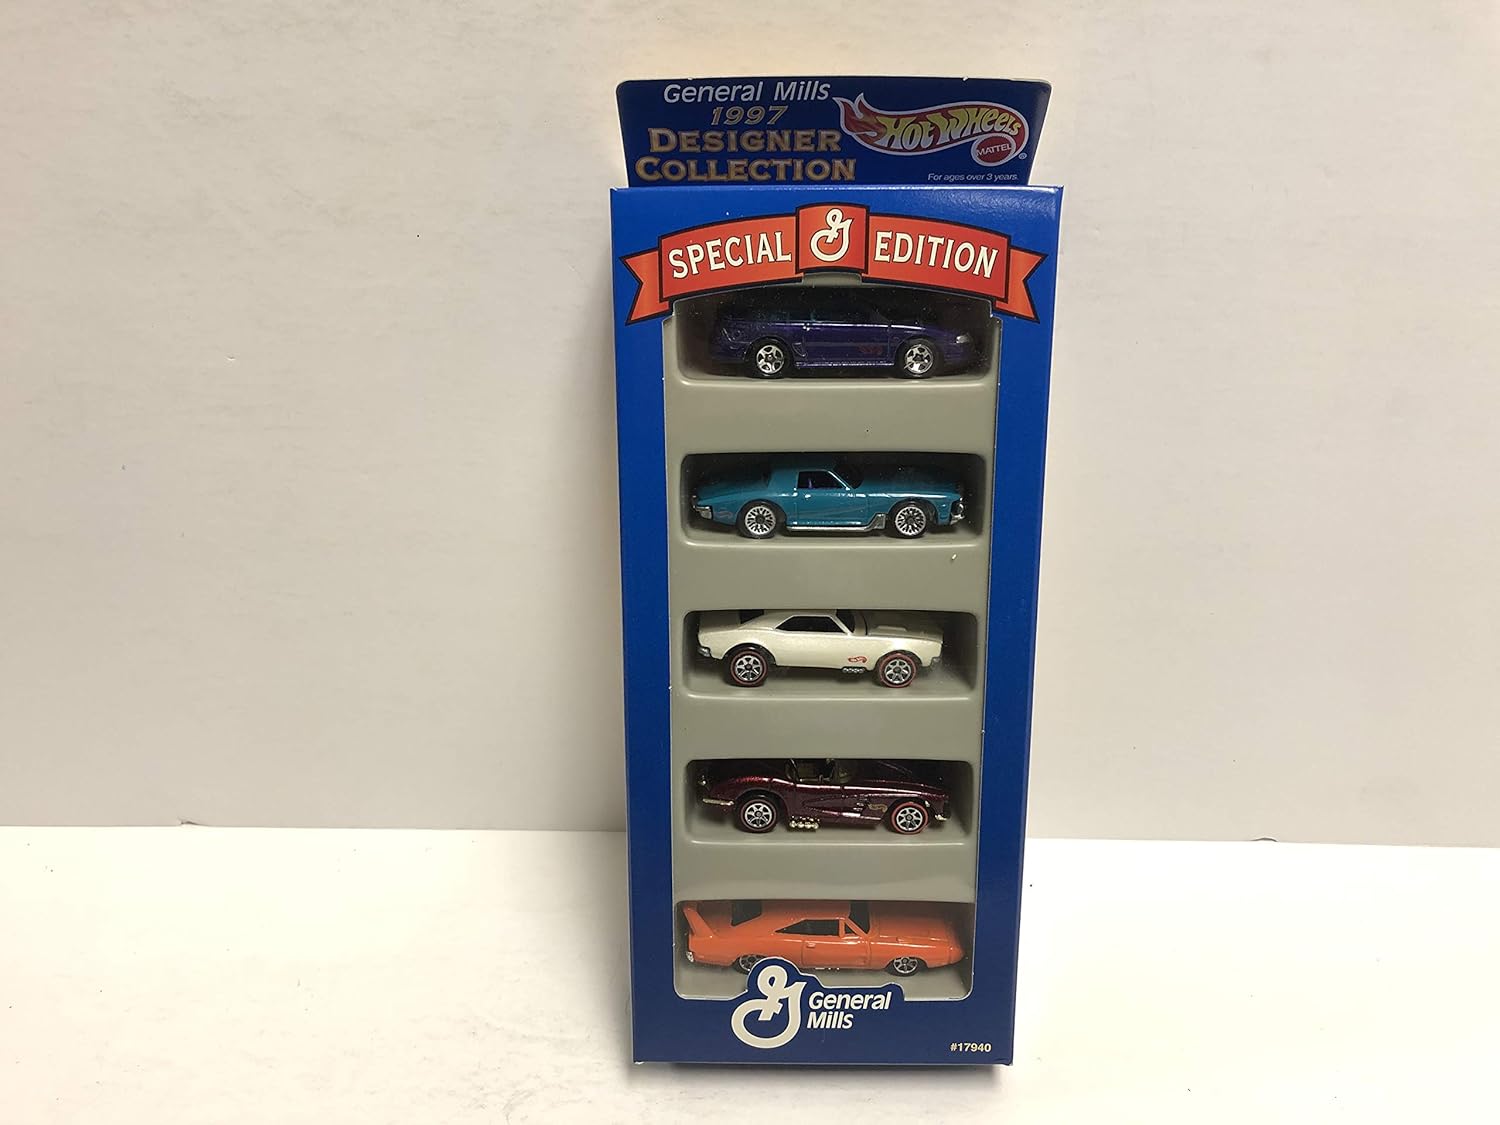 General Mills
1997
DESIGNER
COLLECTION
HOT WHEELS
MATTEL
®
For ages over 3 years.
SPECIAL G EDITION
G
General
Mills
#17940